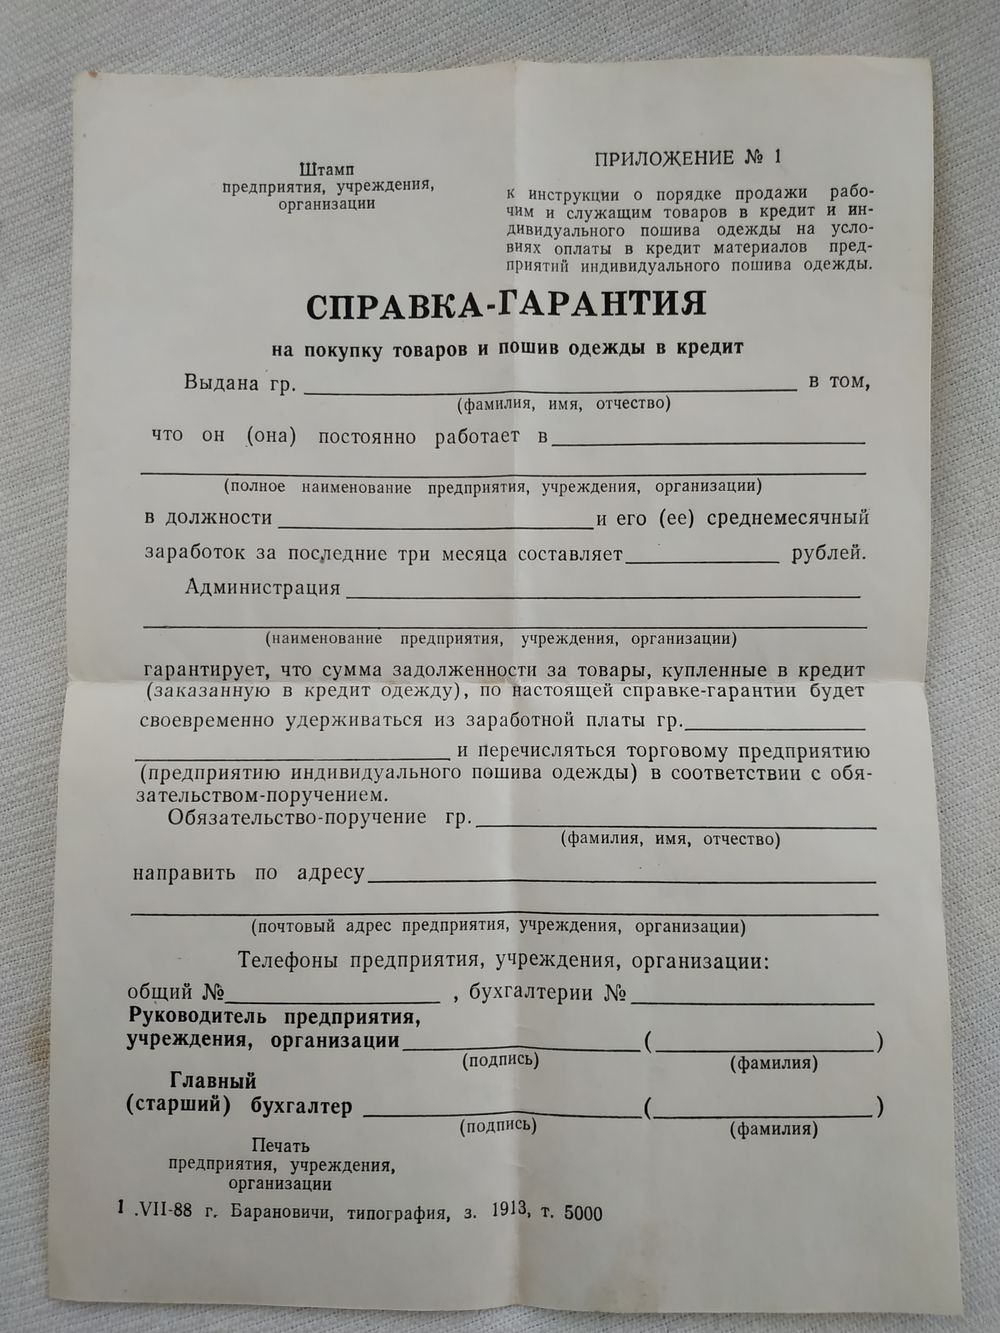 Штамп
предприятия, учреждения,
организации
ПРИЛОЖЕНИЕ № 1
к инструкции о порядке продажи рабо-
чим и служащим товаров в кредит и ин-
дивидуального пошива одежды на усло-
виях оплаты в кредит материалов пред-
приятий индивидуального пошива одежды.
СПРАВКА-ГАРАНТИЯ
на покупку товаров и пошив одежды в кредит
Выдана гр. в том,
(фамилия, имя, отчество)
что он (она) постоянно работает в
(полное наименование предприятия, учреждения, организации)
в должности и его (ее) среднемесячный
заработок за последние три месяца составляет рублей.
Администрация
(наименование предприятия, учреждения, организации)
гарантирует, что сумма задолженности за товары, купленные в кредит
(заказанную в кредит одежду), по настоящей справке-гарантии будет
своевременно удерживаться из заработной платы гр.
и перечисляться торговому предприятию
(предприятию индивидуального пошива одежды) в соответствии с обя-
зательством-поручением.
Обязательство-поручение гр.
(фамилия, имя, отчество)
направить по адресу
(почтовый адрес предприятия, учреждения, организации)
Телефоны предприятия, учреждения, организации:
общий № , бухгалтерии №
Руководитель предприятия,
учреждения, организации ( )
(подпись) (фамилия)
Главный
(старший) бухгалтер ( )
(подпись) (фамилия)
Печать
предприятия, учреждения,
организации
1 .VII-88 г. Барановичи, типография, з. 1913, т. 5000